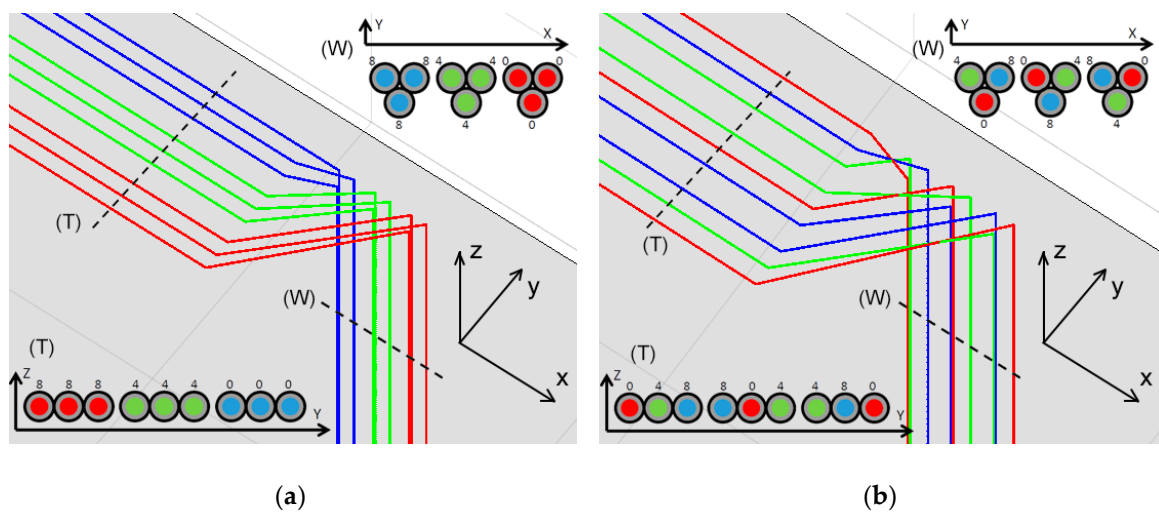 (W) Y X
8 8 4 4 0 0
8 4 0
(T)
(W)
z
y
x
(T)
Z 8 8 8 4 4 4 0 0 0 Y
(W) Y X
4 8 0 4 8 0
0 8 4
(T)
(W)
z
y
x
(T)
Z 0 4 8 8 0 4 4 8 0 Y
(a) (b)